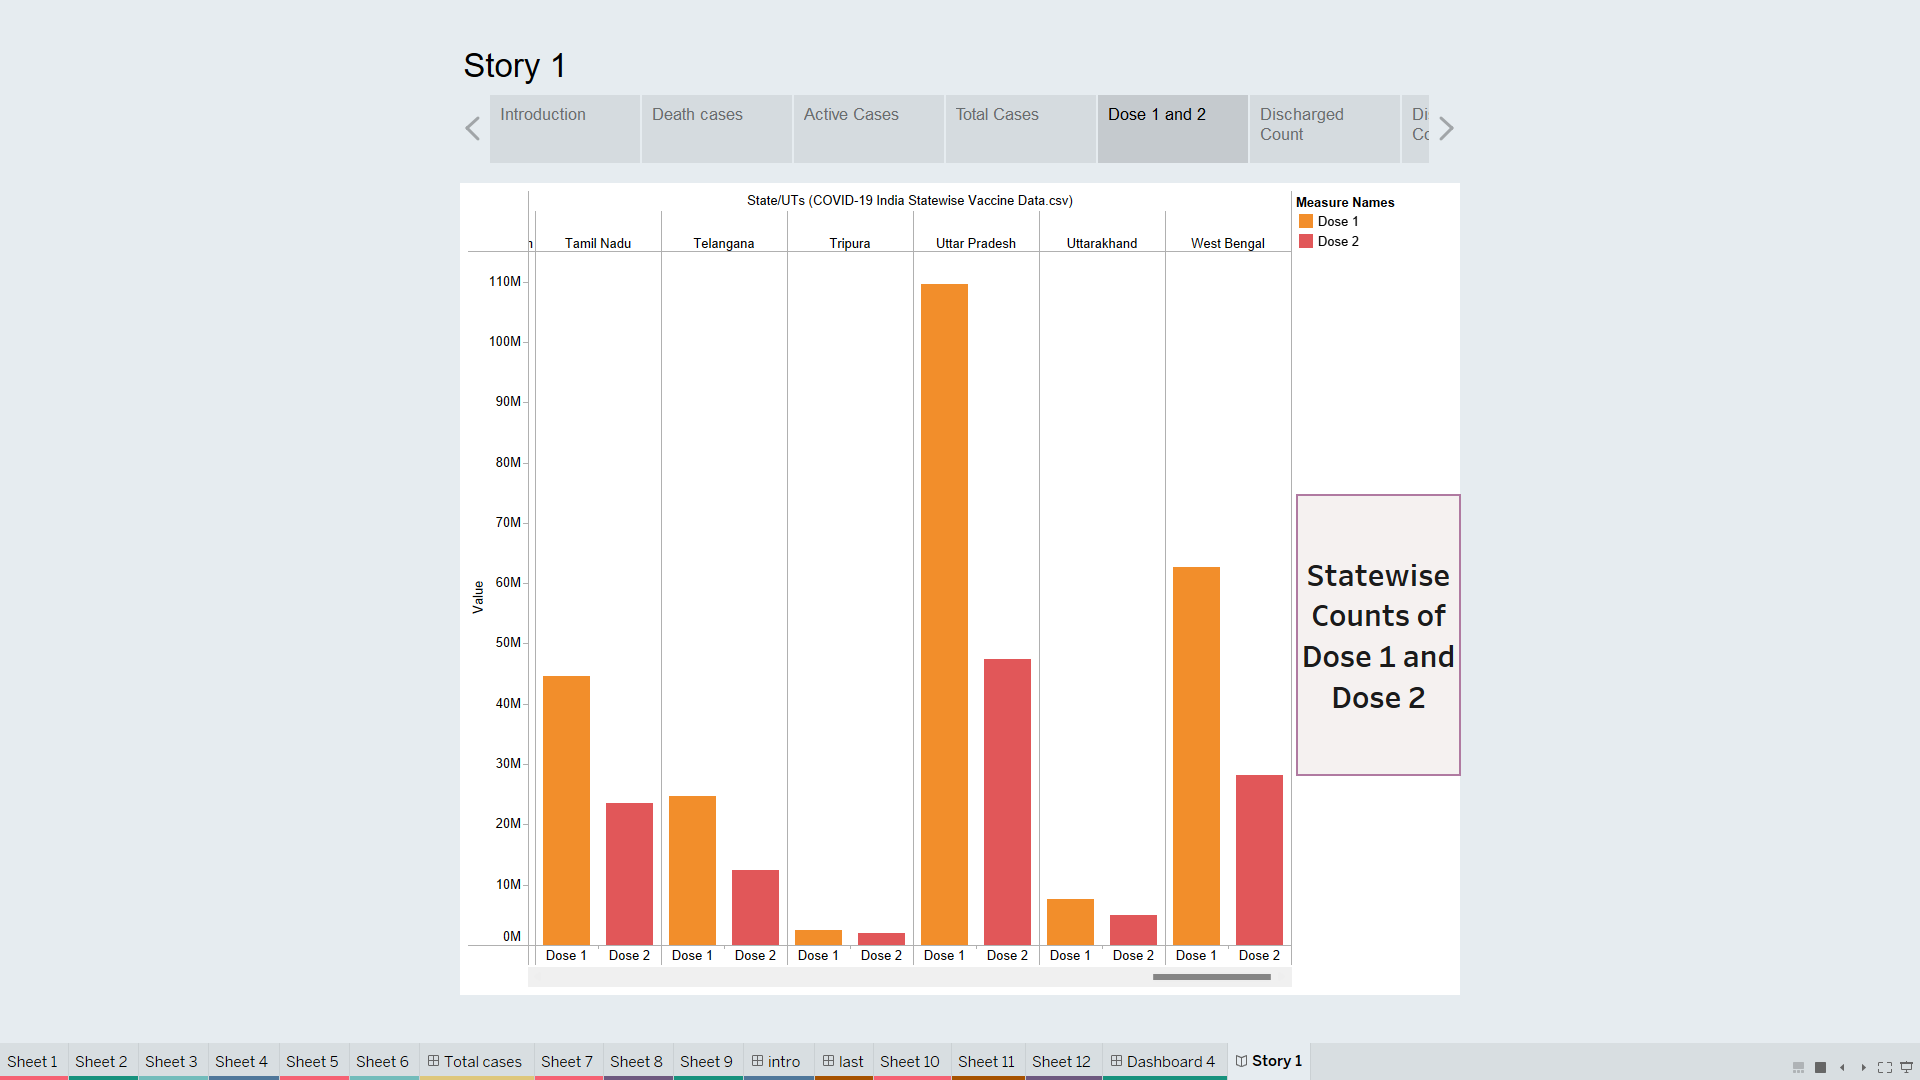 Story 1
Introduction
Death cases
Active Cases
Total Cases
Dose 1 and 2
Discharged
Count
State/UTs (COVID-19 India Statewise Vaccine Data.csv)
Tamil Nadu
Telangana
Tripura
Uttar Pradesh
Uttarakhand
West Bengal
Measure Names
Dose 1
Dose 2
110M
100M
90M
80M
70M
60M
50M
40M
30M
20M
10M
0M
Value
Statewise
Counts of
Dose 1 and
Dose 2
Dose 1 Dose 2 Dose 1 Dose 2 Dose 1 Dose 2 Dose 1 Dose 2 Dose 1 Dose 2 Dose 1 Dose 2
Sheet 1 Sheet 2 Sheet 3 Sheet 4 Sheet 5 Sheet 6 Total cases Sheet 7 Sheet 8 Sheet 9 intro last Sheet 10 Sheet 11 Sheet 12 Dashboard 4 Story 1